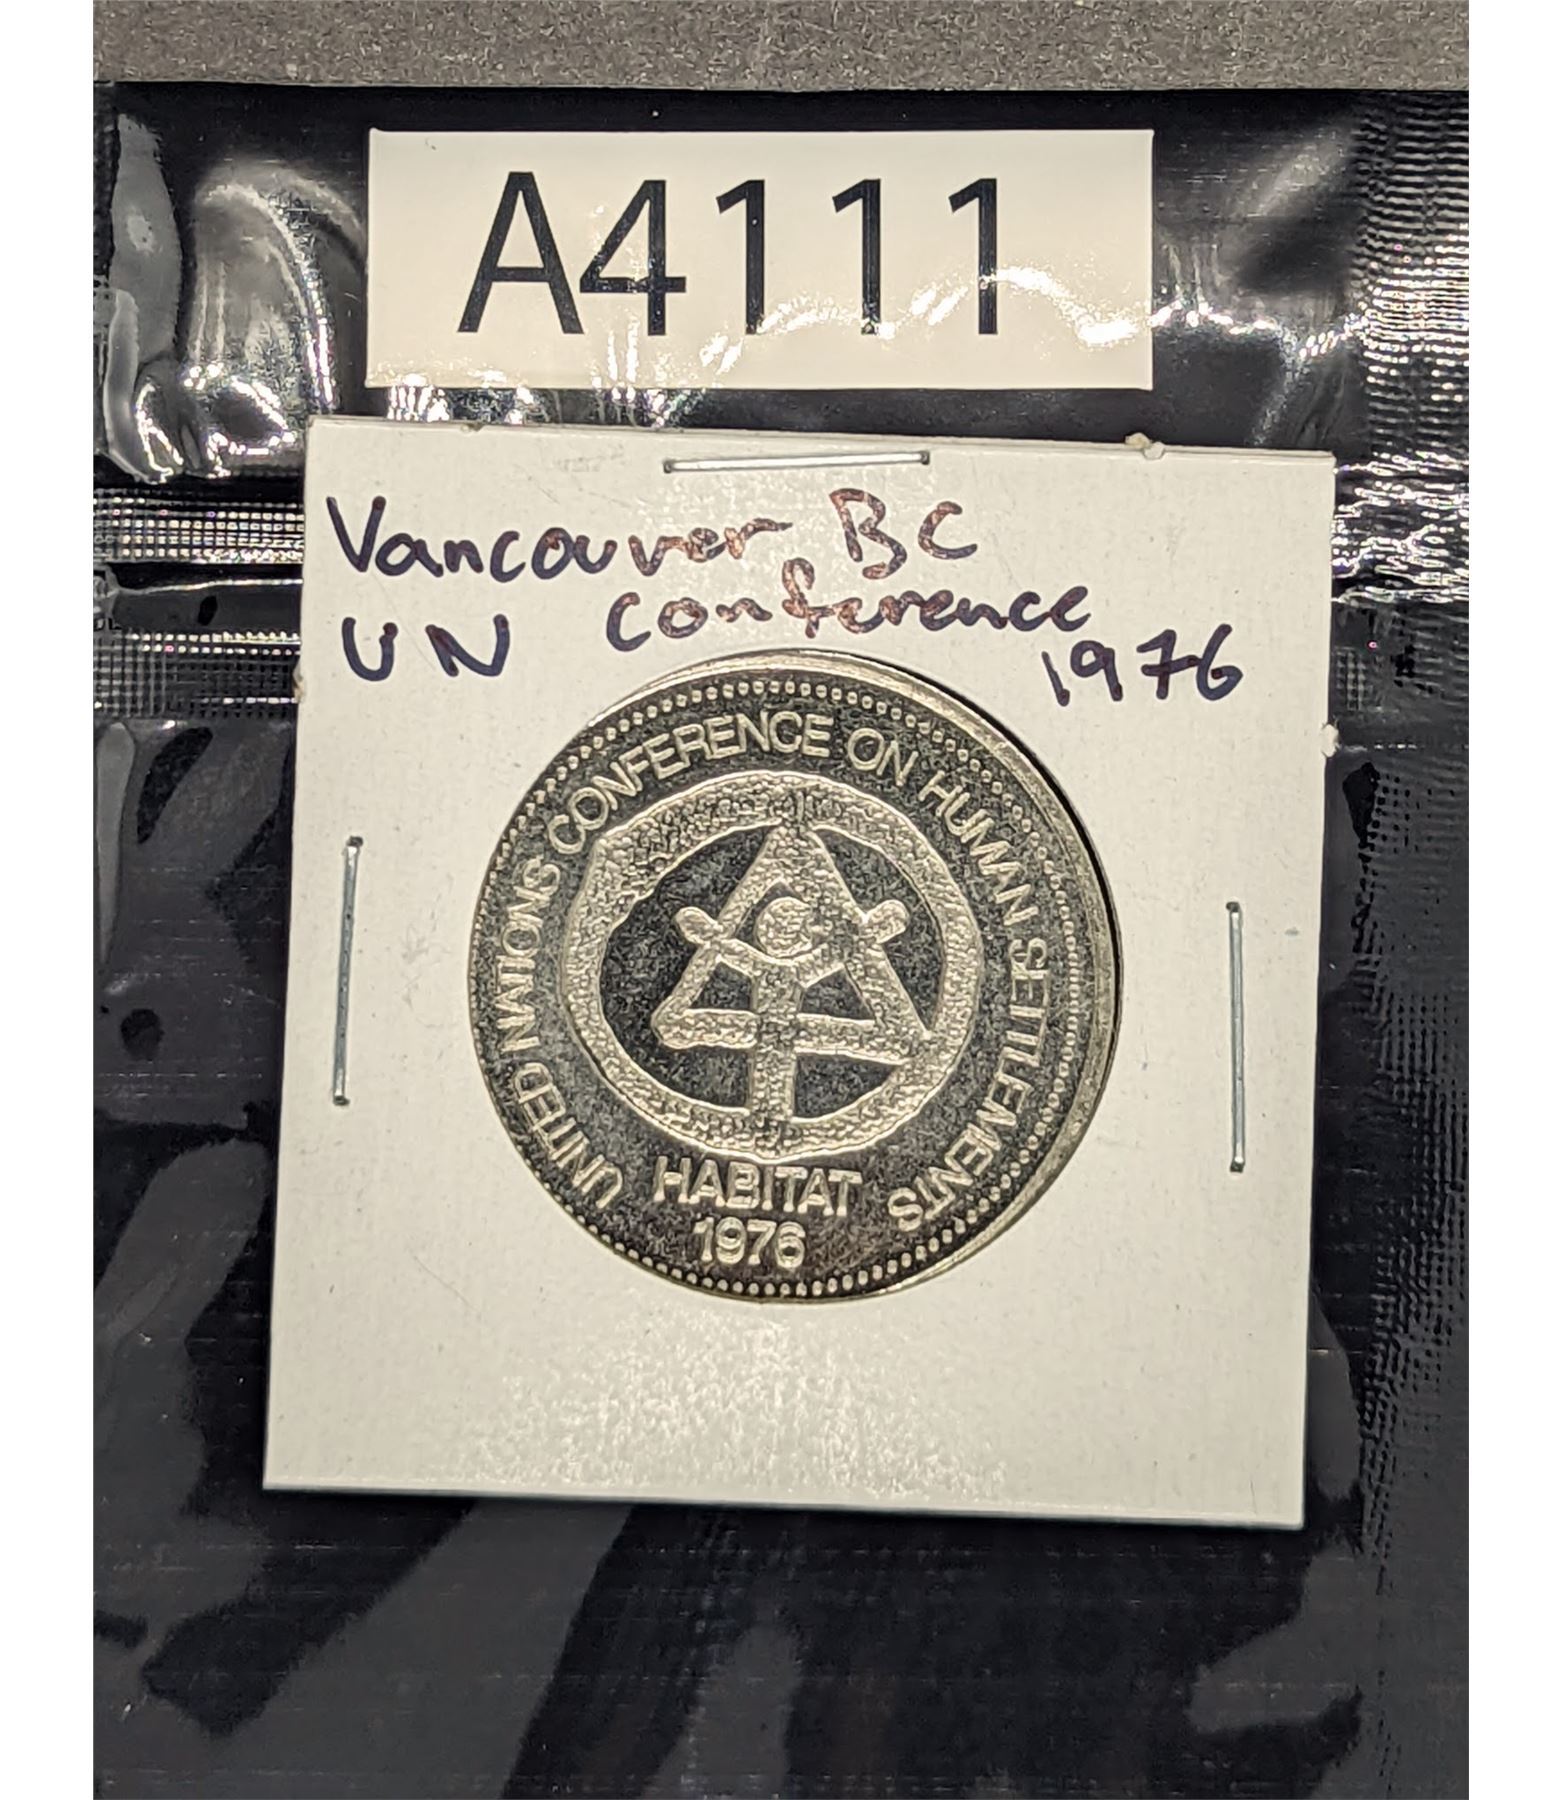 A4111
Vancouver, BC
UN Conference
1976
UNITED NATIONS CONFERENCE ON HUMAN SETTLEMENTS
HABITAT
1976